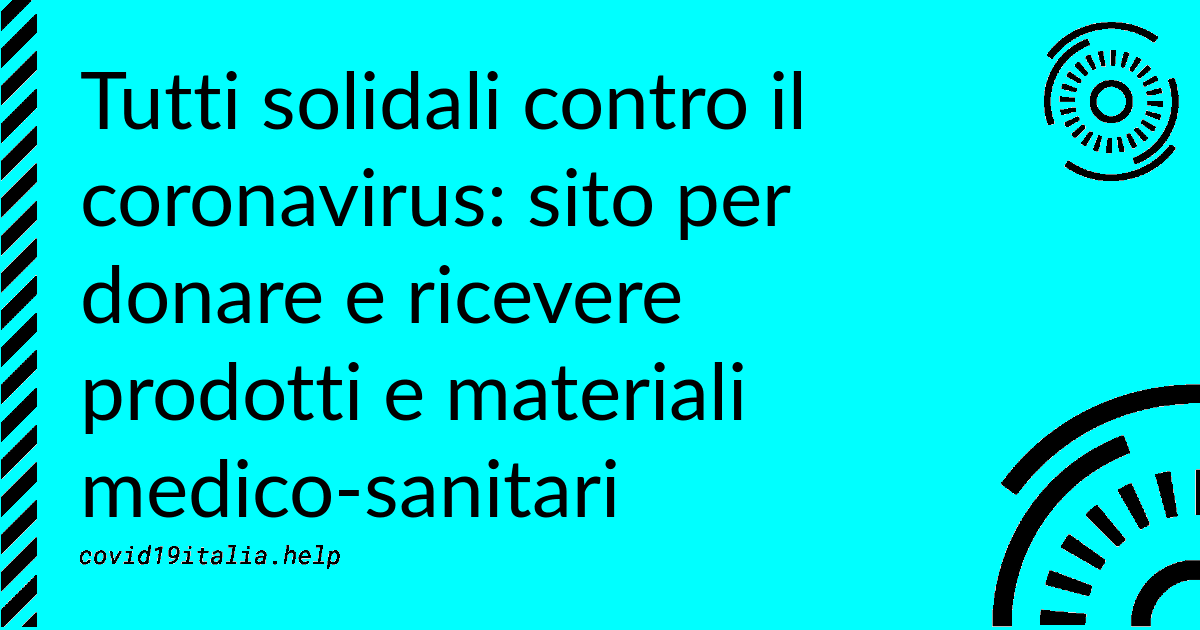 Tutti solidali contro il
coronavirus: sito per
donare e ricevere
prodotti e materiali
medico-sanitari
covid19italia.help